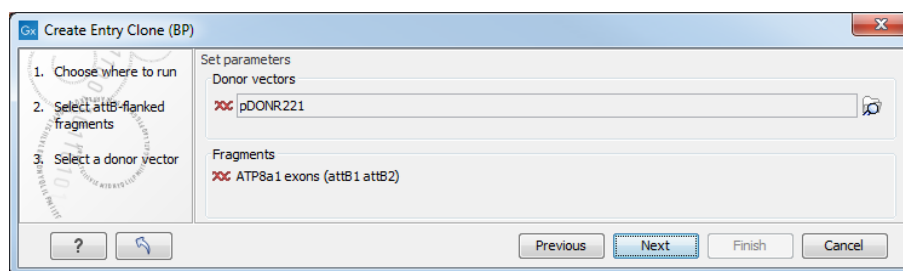 Gx Create Entry Clone (BP)
1. Choose where to run
2. Select attB-flanked
fragments
3. Select a donor vector
Set parameters
Donor vectors
pDONR221
Fragments
ATP8a1 exons (attB1 attB2)
?
Previous
Next
Finish
Cancel